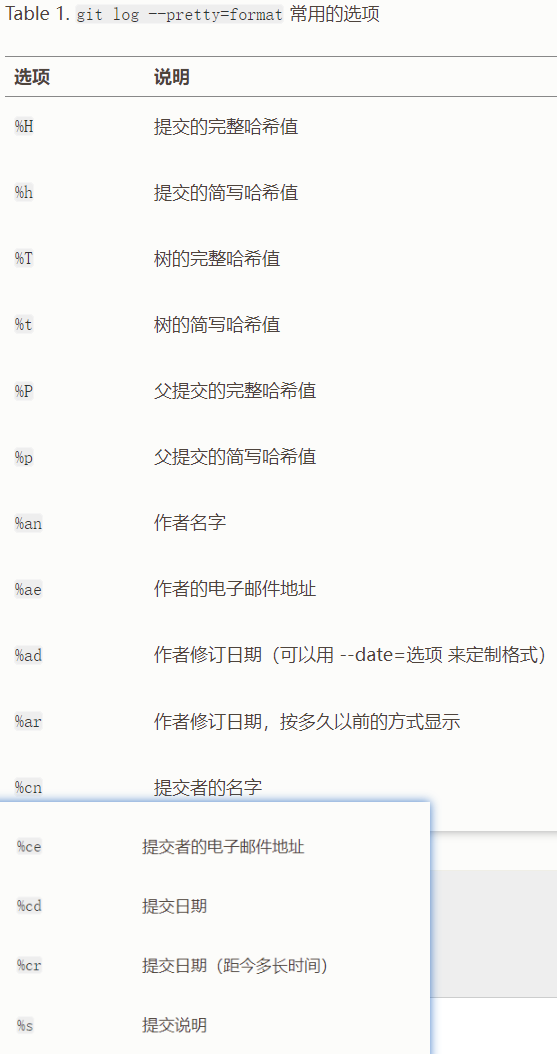 Table 1. git log --pretty=format 常用的选项
选项 说明
%H 提交的完整哈希值
%h 提交的简写哈希值
%T 树的完整哈希值
%t 树的简写哈希值
%P 父提交的完整哈希值
%p 父提交的简写哈希值
%an 作者名字
%ae 作者的电子邮件地址
%ad 作者修订日期（可以用 --date=选项 来定制格式）
%ar 作者修订日期，按多久以前的方式显示
%cn 提交者的名字
%ce 提交者的电子邮件地址
%cd 提交日期
%cr 提交日期（距今多长时间）
%s 提交说明